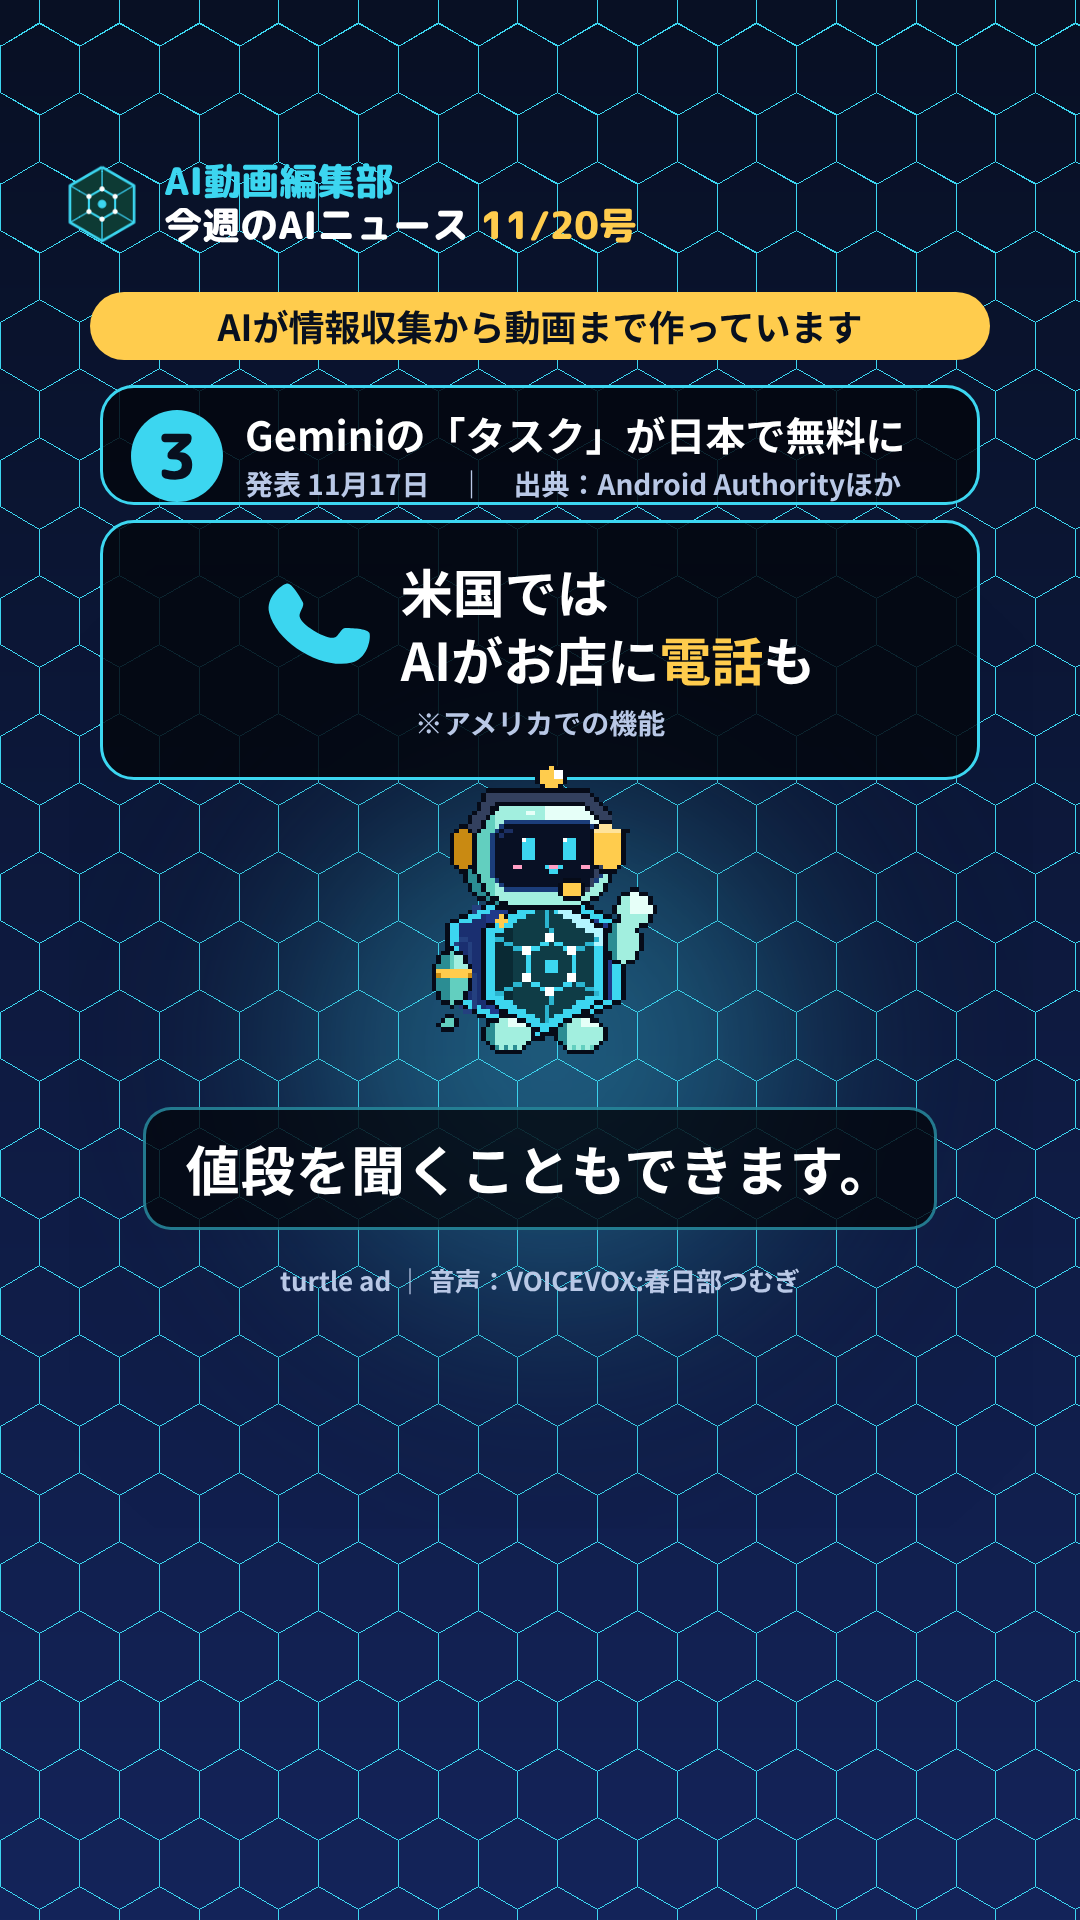 AI動画編集部
今週のAIニュース 11/20号
AIが情報収集から動画まで作っています
3
Geminiの「タスク」が日本で無料に
発表 11月17日 ｜ 出典：Android Authorityほか
米国では
AIがお店に電話も
※アメリカでの機能
値段を聞くこともできます。
turtle ad ｜ 音声：VOICEVOX:春日部つむぎ